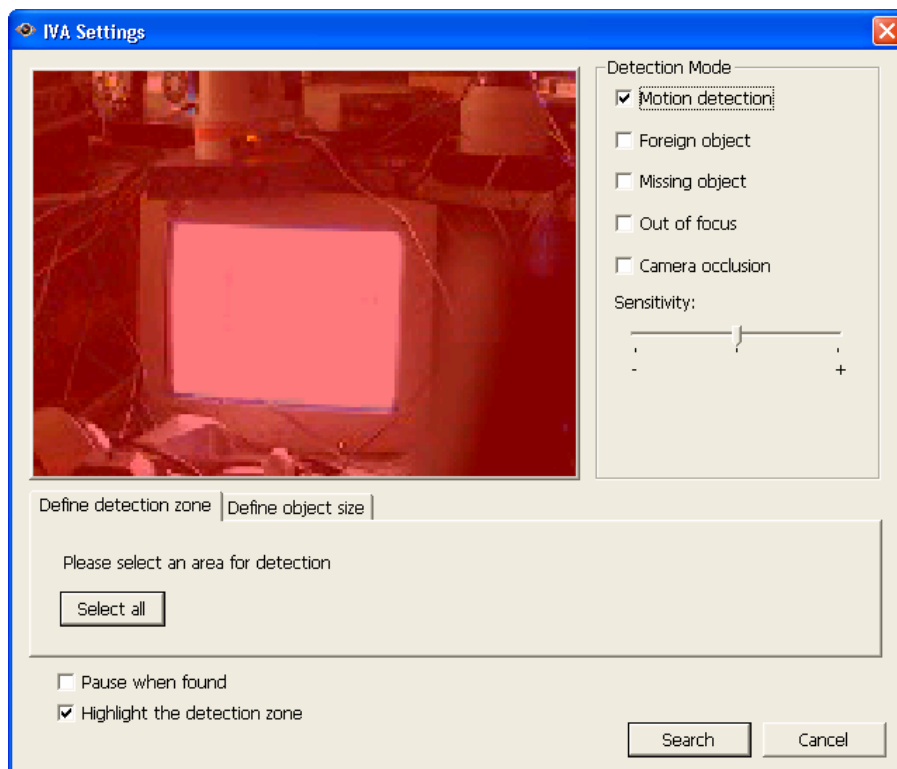 IVA Settings
Detection Mode
Motion detection
Foreign object
Missing object
Out of focus
Camera occlusion
Sensitivity:
- +
Define detection zone Define object size
Please select an area for detection
Select all
Pause when found
Highlight the detection zone
Search Cancel